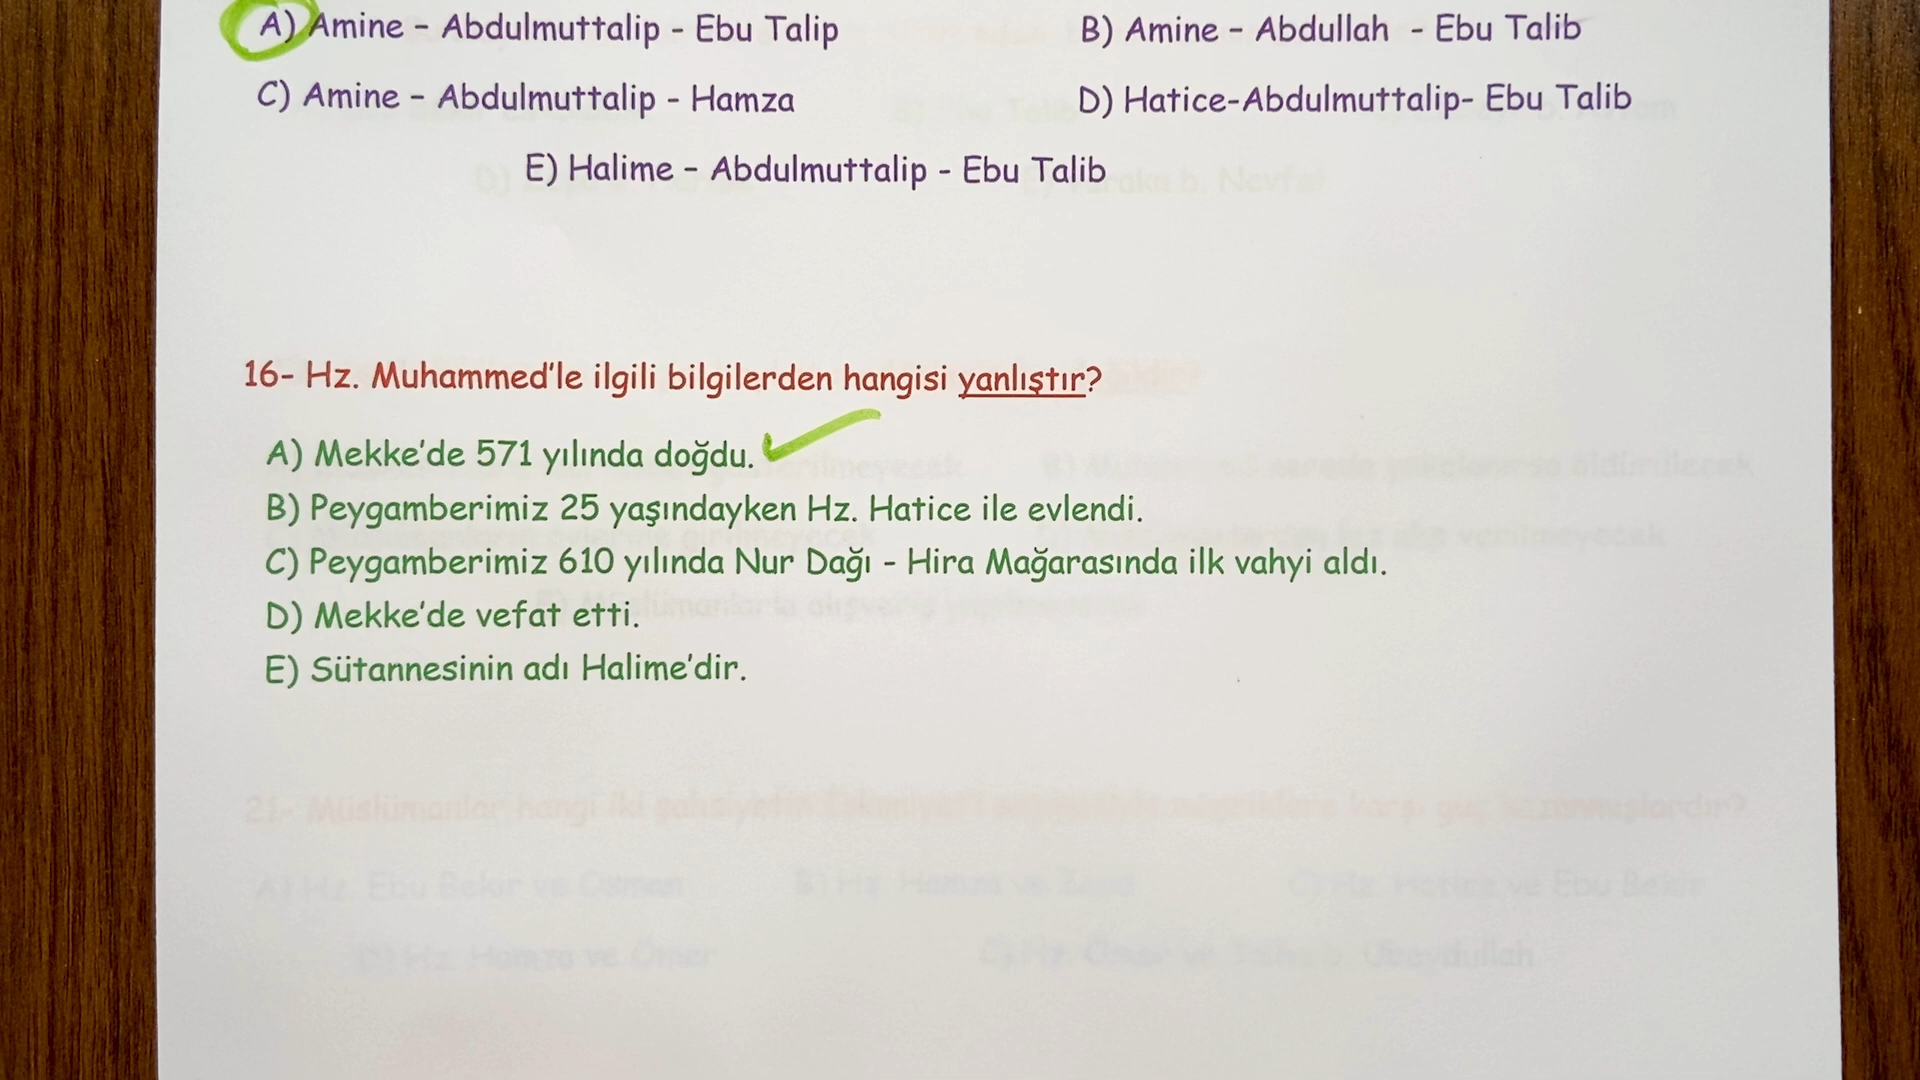 A) Amine - Abdulmuttalip - Ebu Talip B) Amine - Abdullah - Ebu Talib
C) Amine - Abdulmuttalip - Hamza D) Hatice-Abdulmuttalip- Ebu Talib
E) Halime - Abdulmuttalip - Ebu Talib
16- Hz. Muhammed'le ilgili bilgilerden hangisi yanlıştır?
A) Mekke'de 571 yılında doğdu.
B) Peygamberimiz 25 yaşındayken Hz. Hatice ile evlendi.
C) Peygamberimiz 610 yılında Nur Dağı - Hira Mağarasında ilk vahyi aldı.
D) Mekke'de vefat etti.
E) Sütannesinin adı Halime'dir.